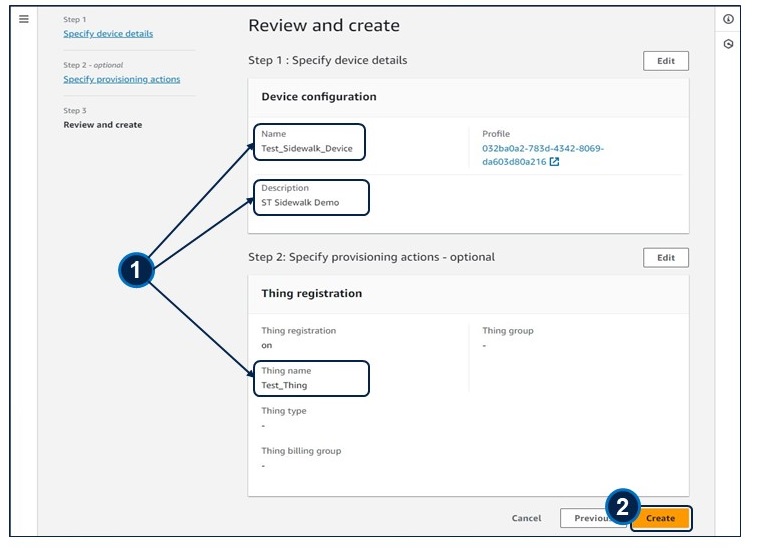 Step 1
Specify device details
Step 2 - optional
Specify provisioning actions
Step 3
Review and create
Review and create
Step 1 : Specify device details
Edit
Device configuration
Name
Test_Sidewalk_Device
Profile
032ba0a2-783d-4342-8069-
da603d80a216
Description
ST Sidewalk Demo
1
Step 2: Specify provisioning actions - optional
Edit
Thing registration
Thing registration
on
Thing group
-
Thing name
Test_Thing
Thing type
-
Thing billing group
-
Cancel
Previou
2
Create